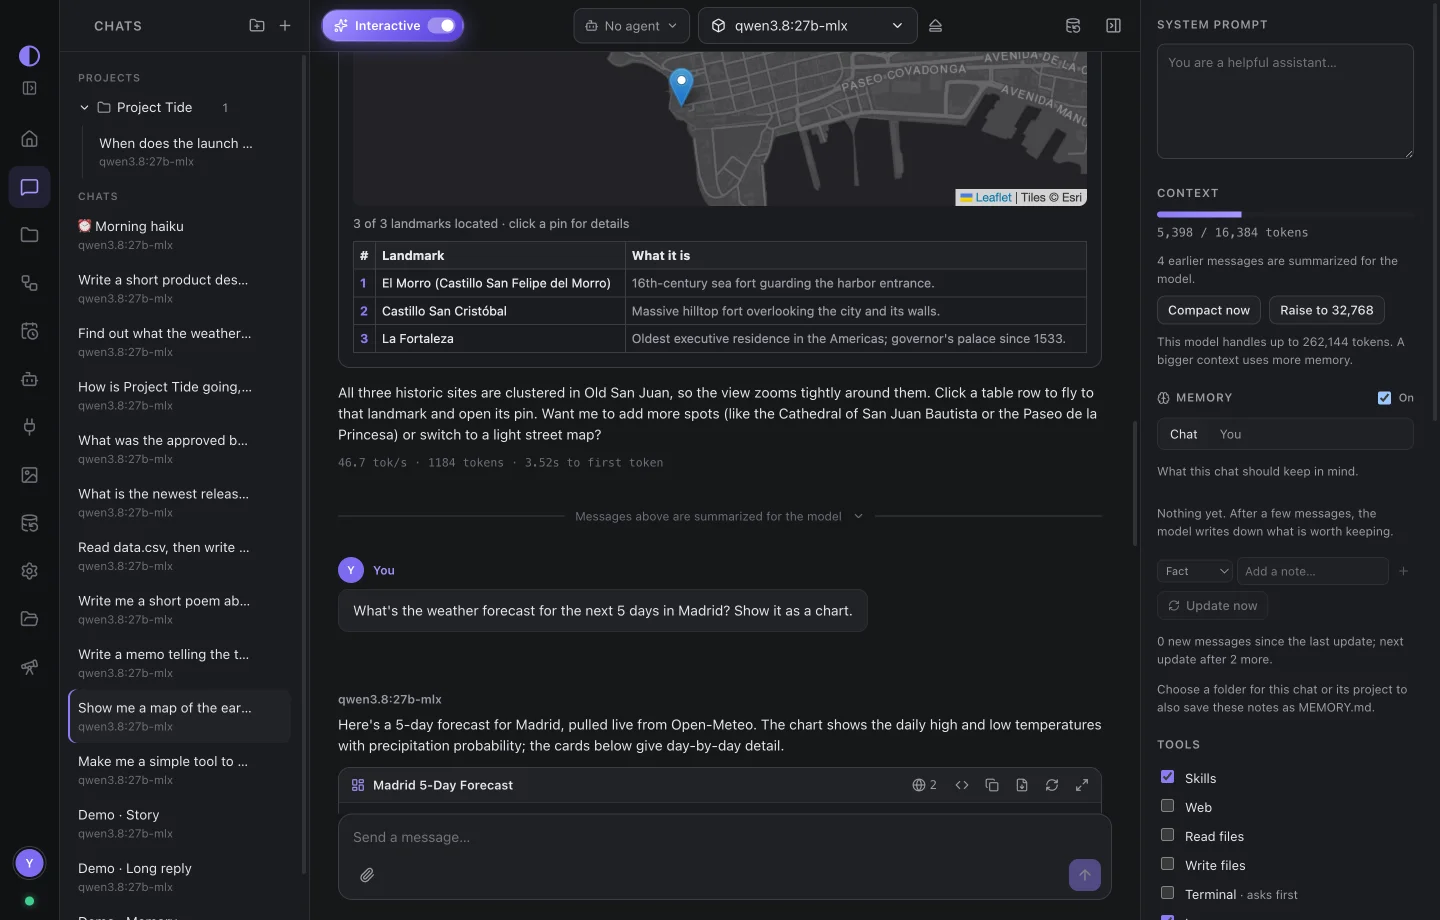 CHATS
PROJECTS
Project Tide 1
When does the launch ...
qwen3.8:27b-mlx
CHATS
⏰ Morning haiku
qwen3.8:27b-mlx
Write a short product des...
qwen3.8:27b-mlx
Find out what the weather...
qwen3.8:27b-mlx
How is Project Tide going,...
qwen3.8:27b-mlx
What was the approved b...
qwen3.8:27b-mlx
What is the newest releas...
qwen3.8:27b-mlx
Read data.csv, then write ...
qwen3.8:27b-mlx
Write me a short poem ab...
qwen3.8:27b-mlx
Write a memo telling the t...
qwen3.8:27b-mlx
Show me a map of the ear...
qwen3.8:27b-mlx
Make me a simple tool to ...
qwen3.8:27b-mlx
Demo · Story
qwen3.8:27b-mlx
Demo · Long reply
qwen3.8:27b-mlx
Y
Interactive
No agent
qwen3.8:27b-mlx
PASEO COVADONGA
AVENIDA DE LA C
AVENIDA MANU
Leaflet | Tiles © Esri
3 of 3 landmarks located · click a pin for details
# Landmark What it is
1 El Morro (Castillo San Felipe del Morro) 16th-century sea fort guarding the harbor entrance.
2 Castillo San Cristóbal Massive hilltop fort overlooking the city and its walls.
3 La Fortaleza Oldest executive residence in the Americas; governor's palace since 1533.
All three historic sites are clustered in Old San Juan, so the view zooms tightly around them. Click a table row to fly to
that landmark and open its pin. Want me to add more spots (like the Cathedral of San Juan Bautista or the Paseo de la
Princesa) or switch to a light street map?
46.7 tok/s · 1184 tokens · 3.52s to first token
Messages above are summarized for the model
Y You
What's the weather forecast for the next 5 days in Madrid? Show it as a chart.
qwen3.8:27b-mlx
Here's a 5-day forecast for Madrid, pulled live from Open-Meteo. The chart shows the daily high and low temperatures
with precipitation probability; the cards below give day-by-day detail.
Madrid 5-Day Forecast 2
Send a message...
SYSTEM PROMPT
You are a helpful assistant...
CONTEXT
5,398 / 16,384 tokens
4 earlier messages are summarized for the
model.
Compact now Raise to 32,768
This model handles up to 262,144 tokens. A
bigger context uses more memory.
MEMORY On
Chat You
What this chat should keep in mind.
Nothing yet. After a few messages, the
model writes down what is worth keeping.
Fact Add a note...
Update now
0 new messages since the last update; next
update after 2 more.
Choose a folder for this chat or its project to
also save these notes as MEMORY.md.
TOOLS
Skills
Web
Read files
Write files
Terminal · asks first